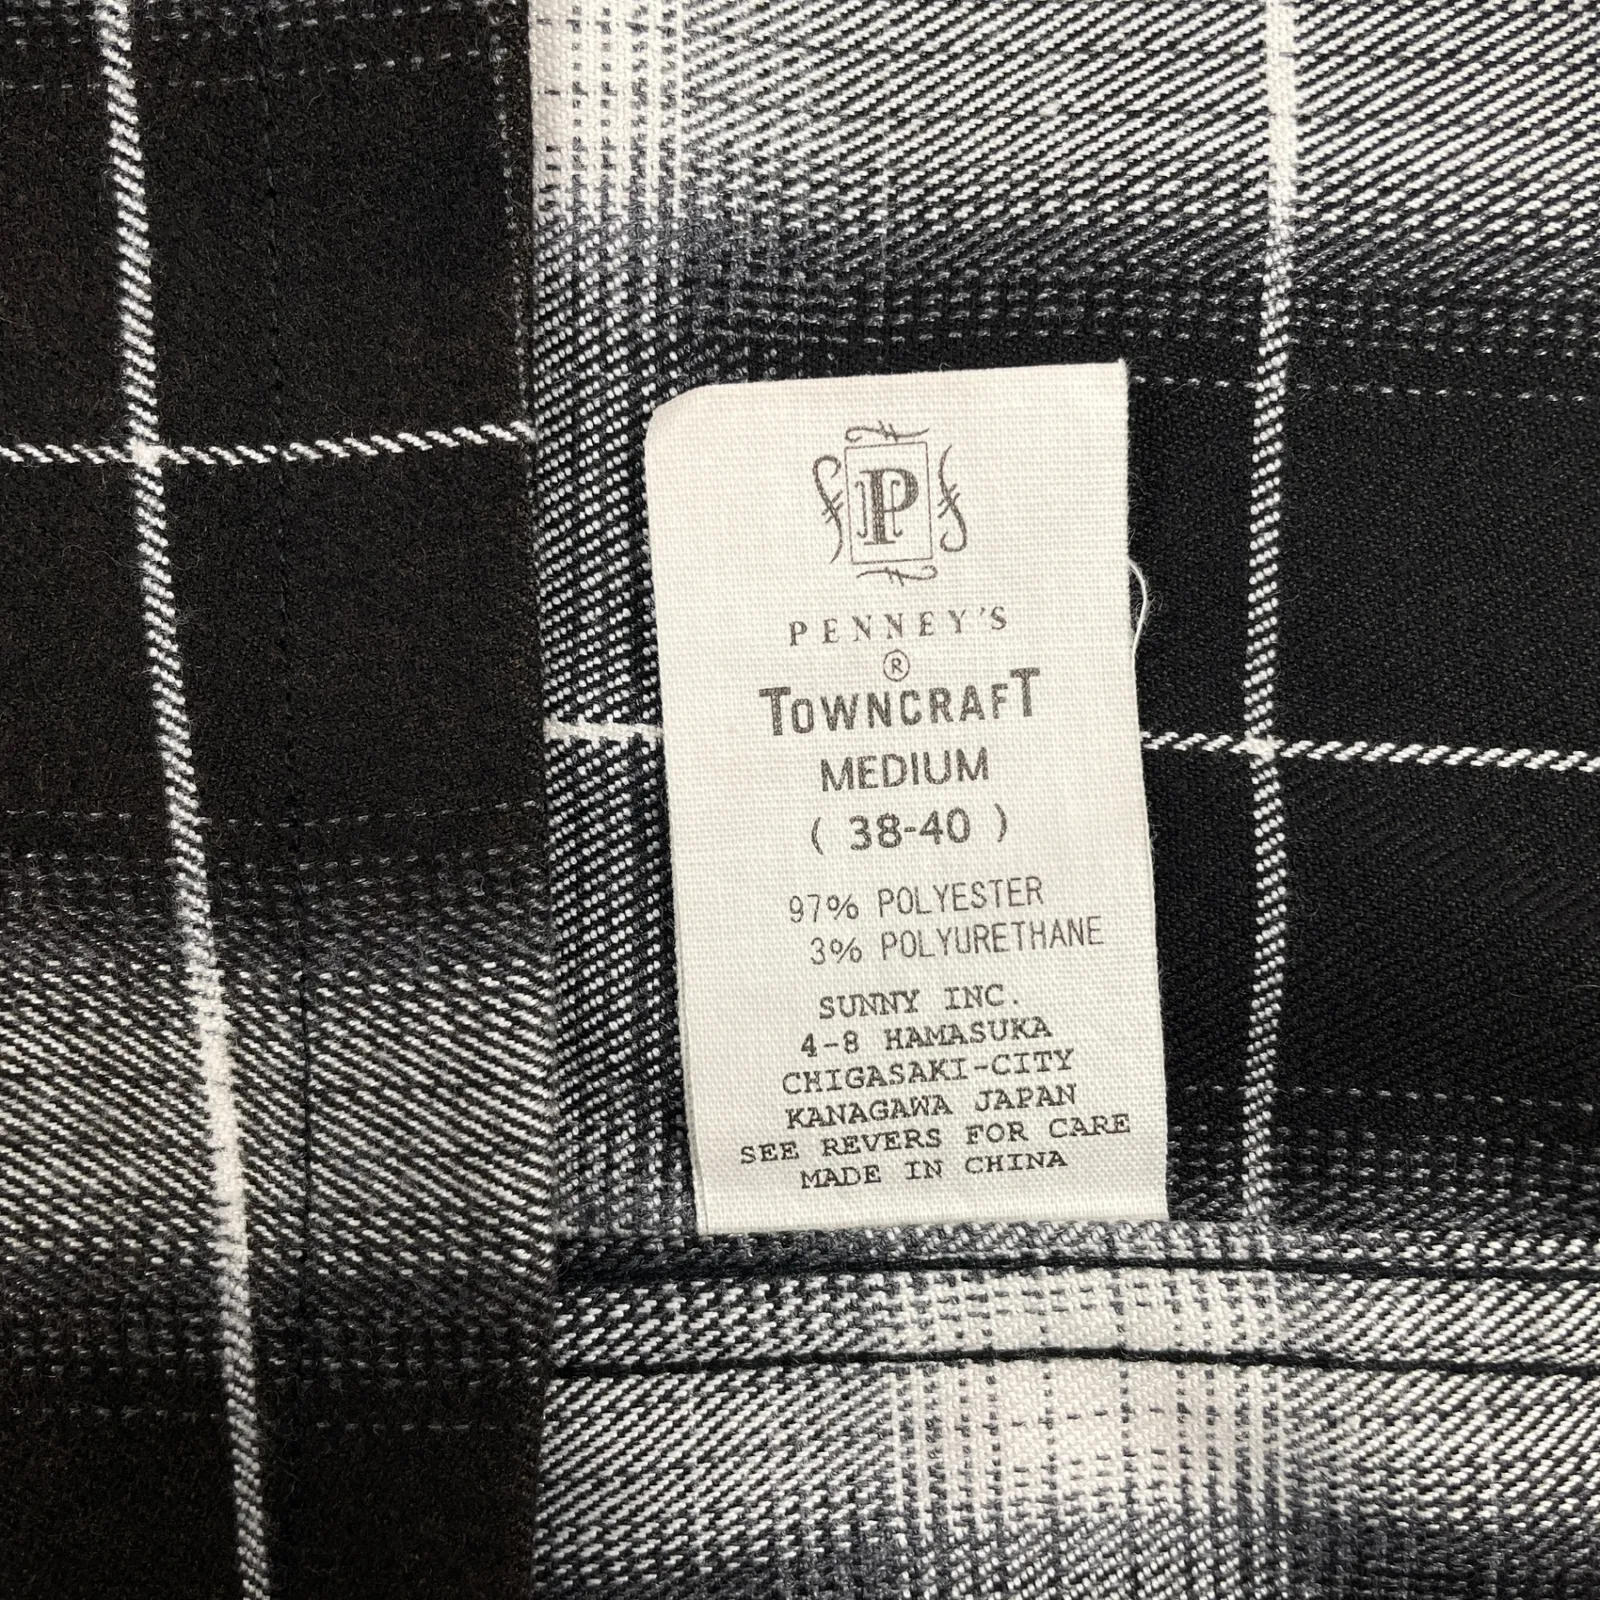 P
PENNEY'S
®
TOWNCRAFT
MEDIUM
( 38-40 )
97% POLYESTER
3% POLYURETHANE
SUNNY INC.
4-8 HAMASUKA
CHIGASAKI-CITY
KANAGAWA JAPAN
SEE REVERS FOR CARE
MADE IN CHINA